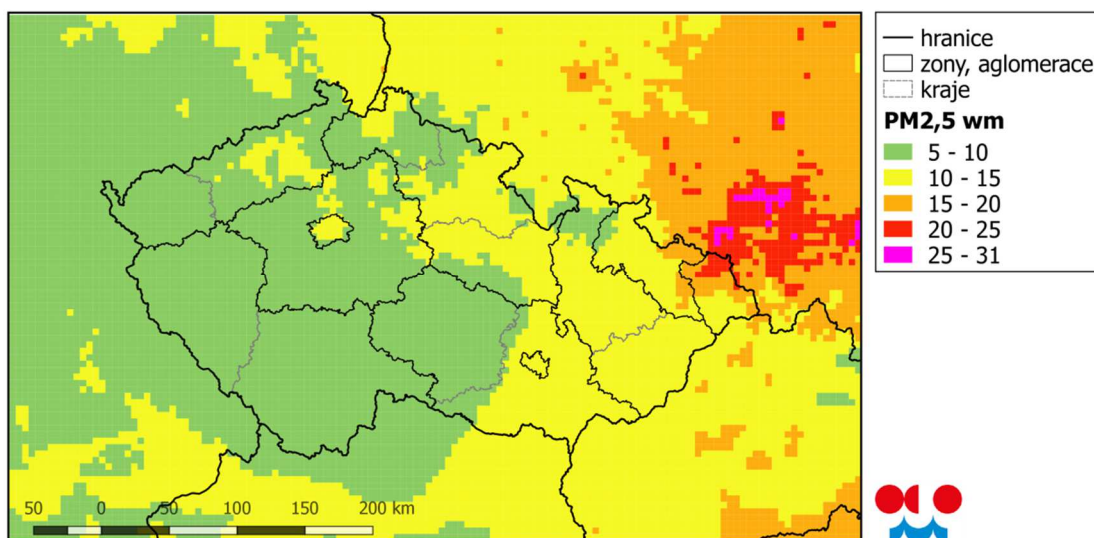 hranice
zony, aglomerace
kraje
PM2,5 wm
5 - 10
10 - 15
15 - 20
20 - 25
25 - 31
50 0 50 100 150 200 km